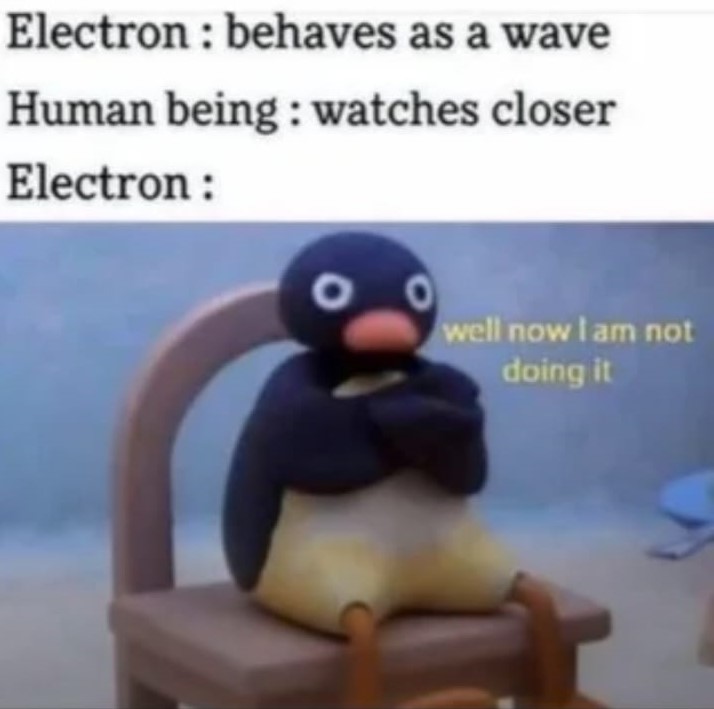 Electron : behaves as a wave
Human being : watches closer
Electron :
well now I am not
doing it